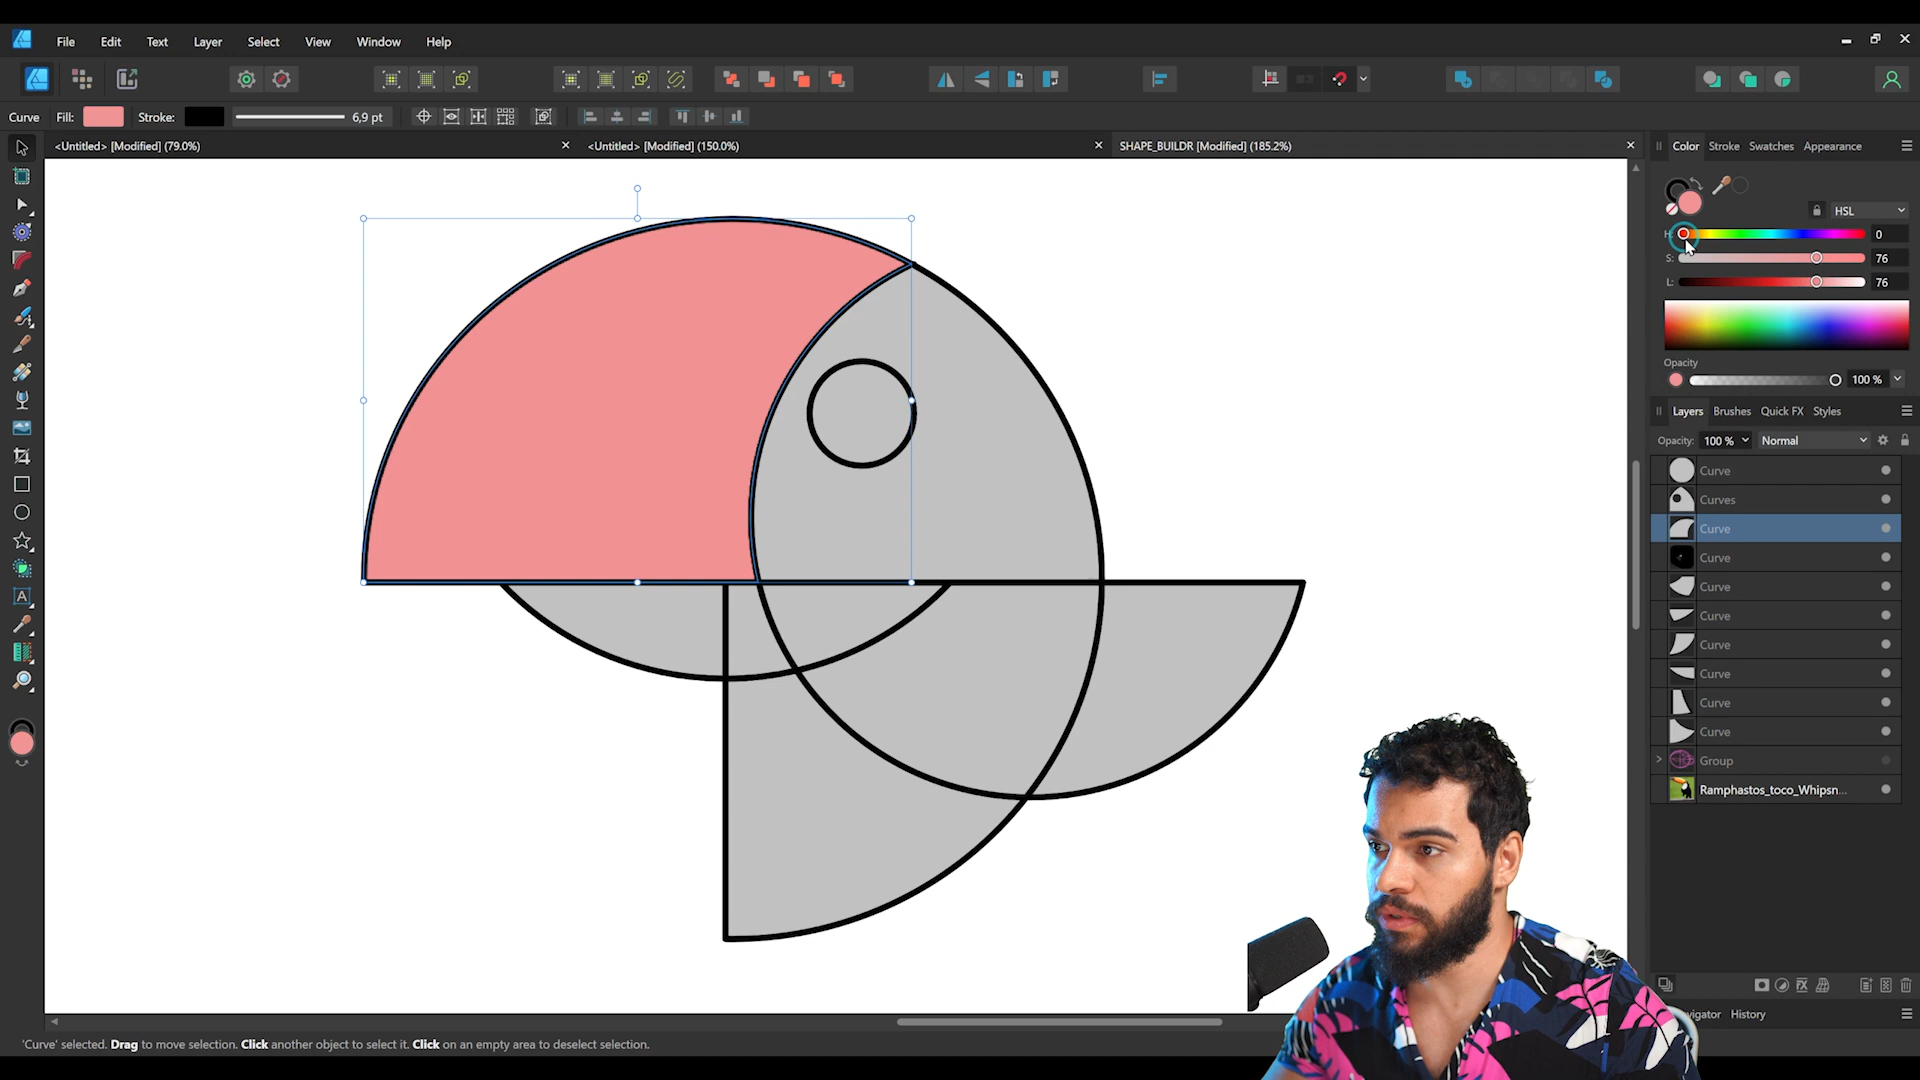 File Edit Text Layer Select View Window Help
Curve Fill: Stroke: 6,9 pt
<Untitled> [Modified] (79.0%)
<Untitled> [Modified] (150.0%)
SHAPE_BUILDR [Modified] (185.2%)
Color Stroke Swatches Appearance
HSL
H: 0
S: 76
L: 76
Opacity
100 %
Layers Brushes Quick FX Styles
Opacity: 100 % Normal
Curve
Curves
Curve
Curve
Curve
Curve
Curve
Curve
Curve
Curve
Group
Ramphastos_toco_Whipsn...
History
'Curve' selected. Drag to move selection. Click another object to select it. Click on an empty area to deselect selection.